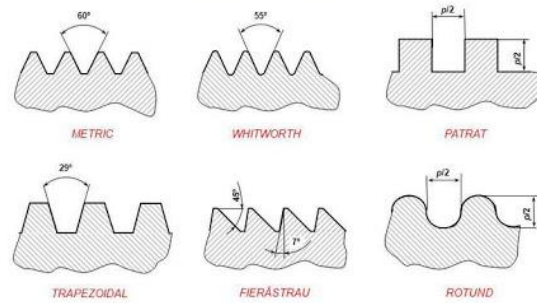 60°
55°
p/2
p/2
METRIC
WHITWORTH
PATRAT
29°
45°
7°
p/2
p/2
TRAPEZOIDAL
FIERĂSTRAU
ROTUND